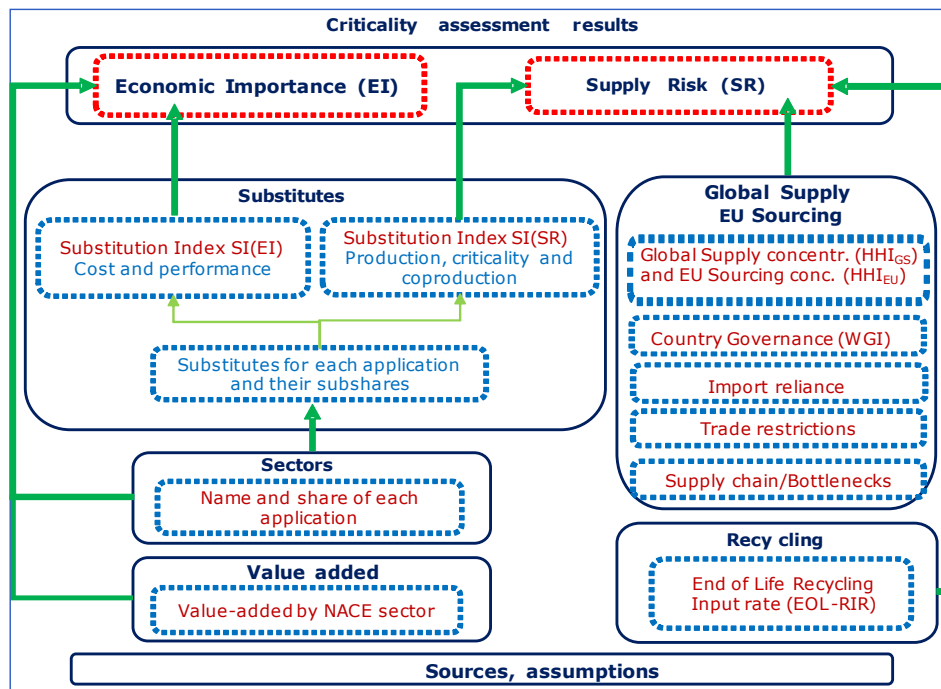 Criticality assessment results
Economic Importance (EI)
Supply Risk (SR)
Substitutes
Substitution Index SI(EI)
Cost and performance
Substitution Index SI(SR)
Production, criticality and
coproduction
Substitutes for each application
and their subshares
Sectors
Name and share of each
application
Value added
Value-added by NACE sector
Global Supply
EU Sourcing
Global Supply concentr. (HHIGS)
and EU Sourcing conc. (HHIEU)
Country Governance (WGI)
Import reliance
Trade restrictions
Supply chain/Bottlenecks
Recycling
End of Life Recycling
Input rate (EOL-RIR)
Sources, assumptions